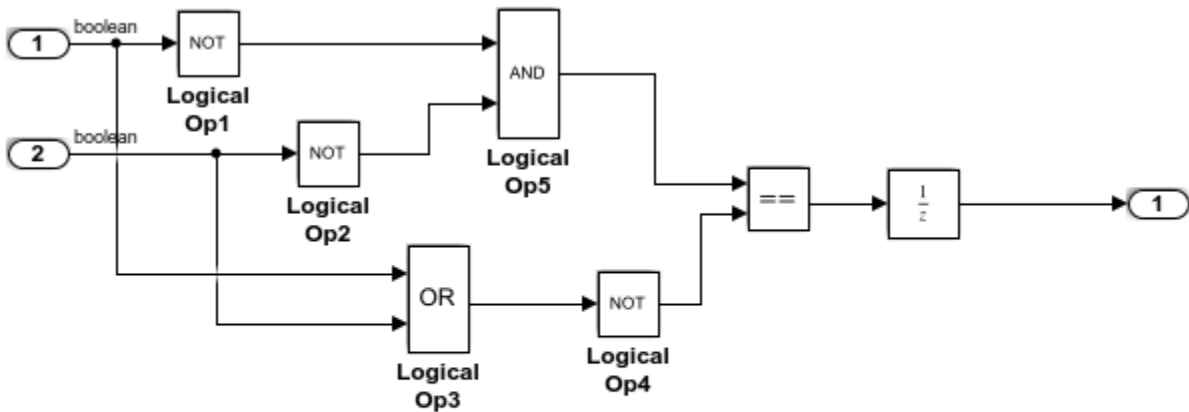 boolean
1
NOT
Logical
Op1
AND
Logical
Op5
boolean
2
NOT
Logical
Op2
==
1
z
1
OR
Logical
Op3
NOT
Logical
Op4